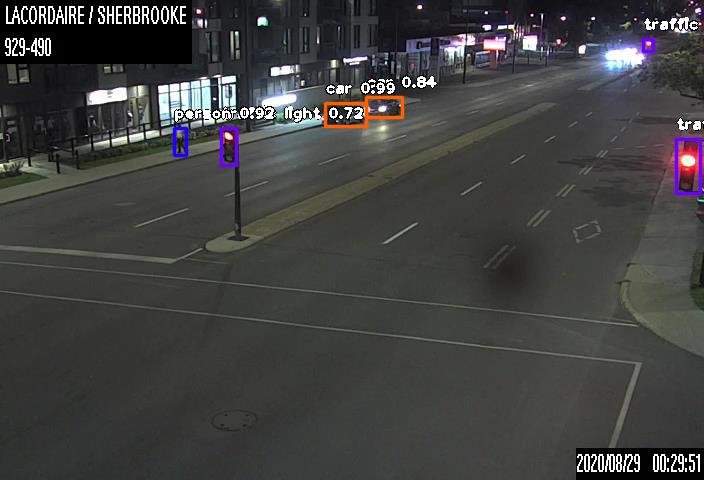 LACORDAIRE / SHERBROOKE
929-490
traffic
car 0.99
0.84
0.92
light 0.72
tra
2020/08/29 00:29:51